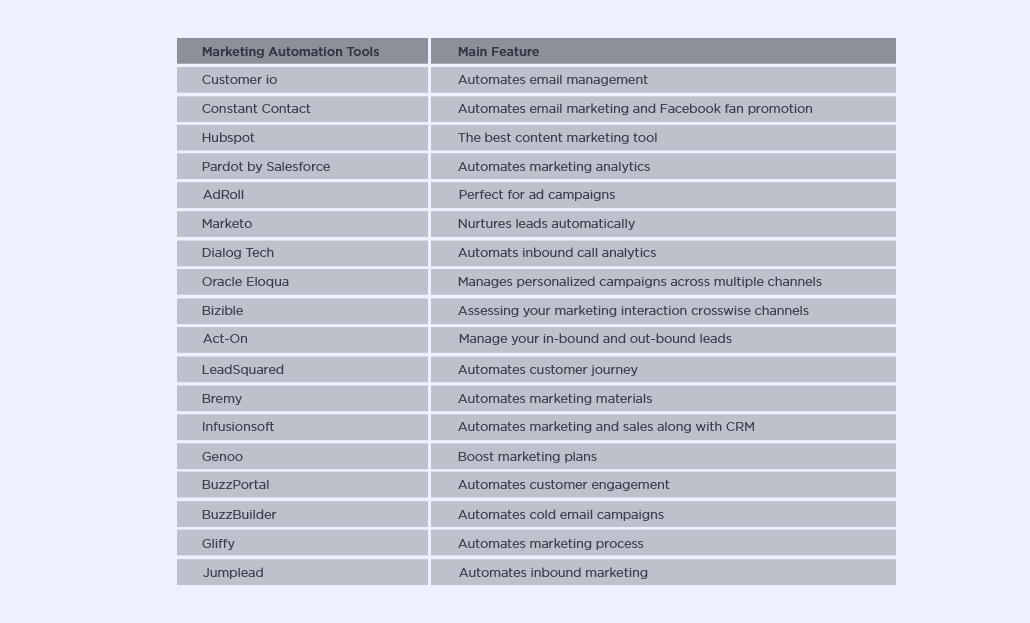 Marketing Automation Tools Main Feature
Customer io Automates email management
Constant Contact Automates email marketing and Facebook fan promotion
Hubspot The best content marketing tool
Pardot by Salesforce Automates marketing analytics
AdRoll Perfect for ad campaigns
Marketo Nurtures leads automatically
Dialog Tech Automats inbound call analytics
Oracle Eloqua Manages personalized campaigns across multiple channels
Bizible Assessing your marketing interaction crosswise channels
Act-On Manage your in-bound and out-bound leads
LeadSquared Automates customer journey
Bremy Automates marketing materials
Infusionsoft Automates marketing and sales along with CRM
Genoo Boost marketing plans
BuzzPortal Automates customer engagement
BuzzBuilder Automates cold email campaigns
Gliffy Automates marketing process
Jumplead Automates inbound marketing